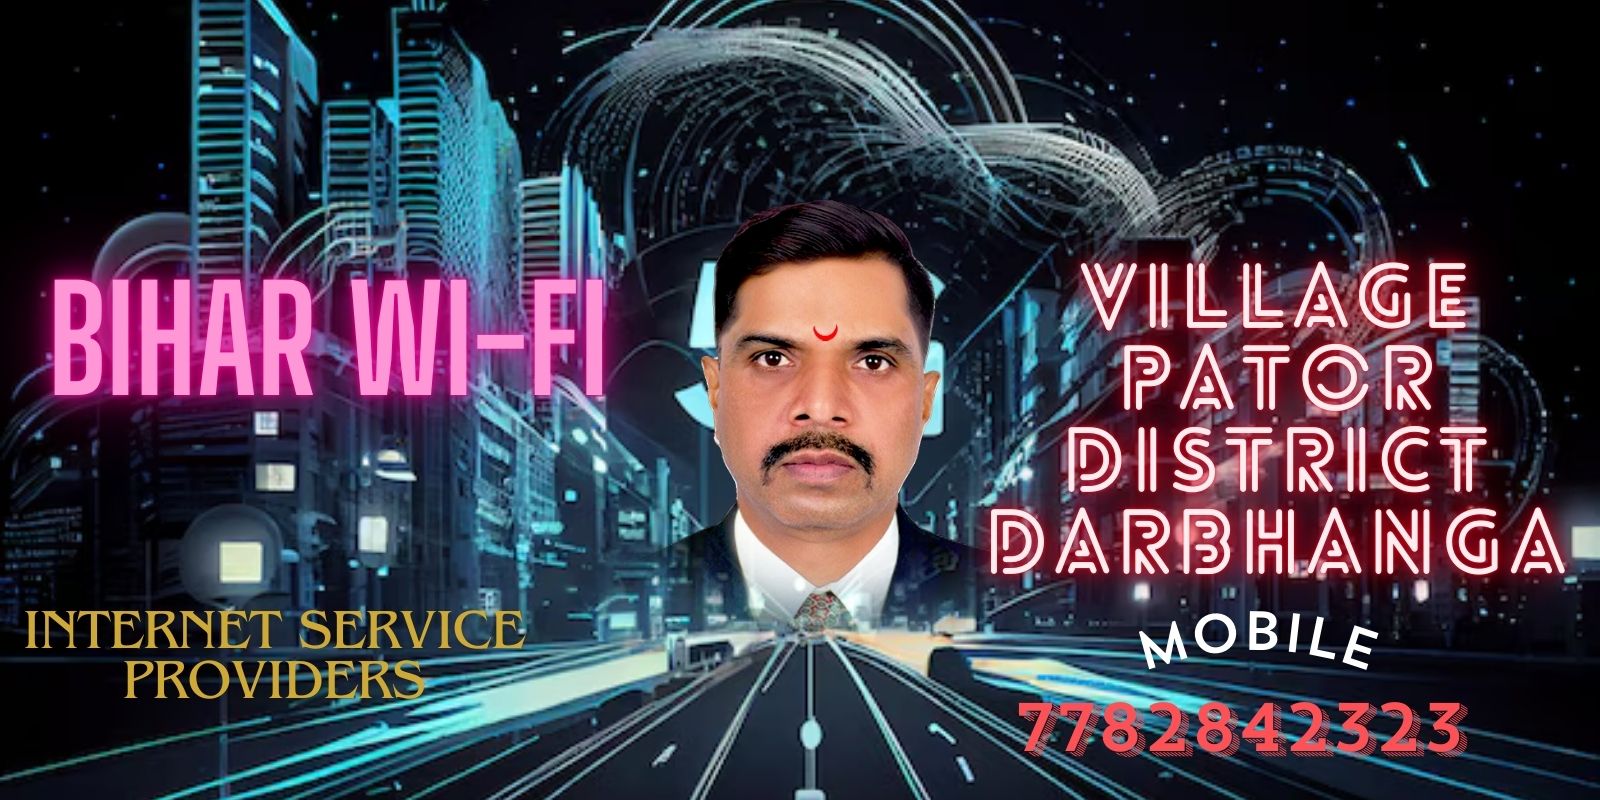 BIHAR WI-FI
INTERNET SERVICE
PROVIDERS
VILLAGE
PATOR
DISTRICT
DARBHANGA
MOBILE
7782842323